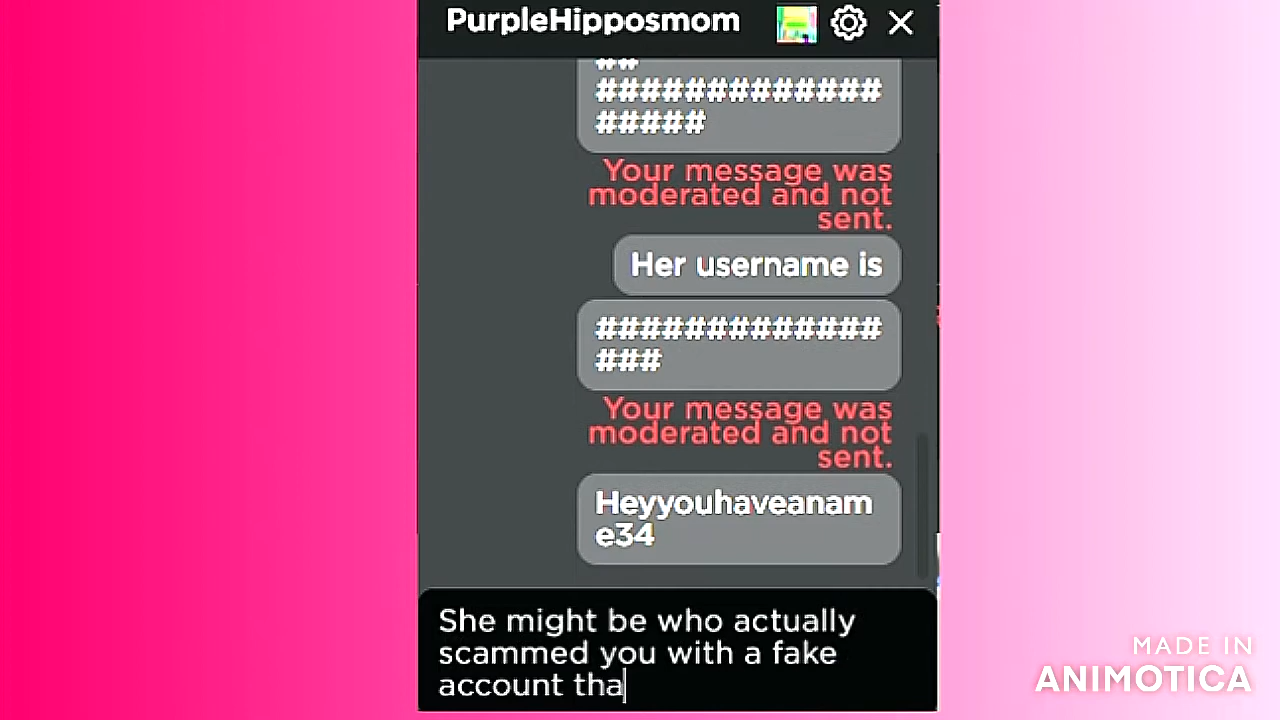 PurpleHipposmom
##
#############
#####
Your message was
moderated and not
sent.
Her username is
#############
###
Your message was
moderated and not
sent.
Heyyouhaveanam
e34
She might be who actually
scammed you with a fake
account tha
MADE IN
ANIMOTICA